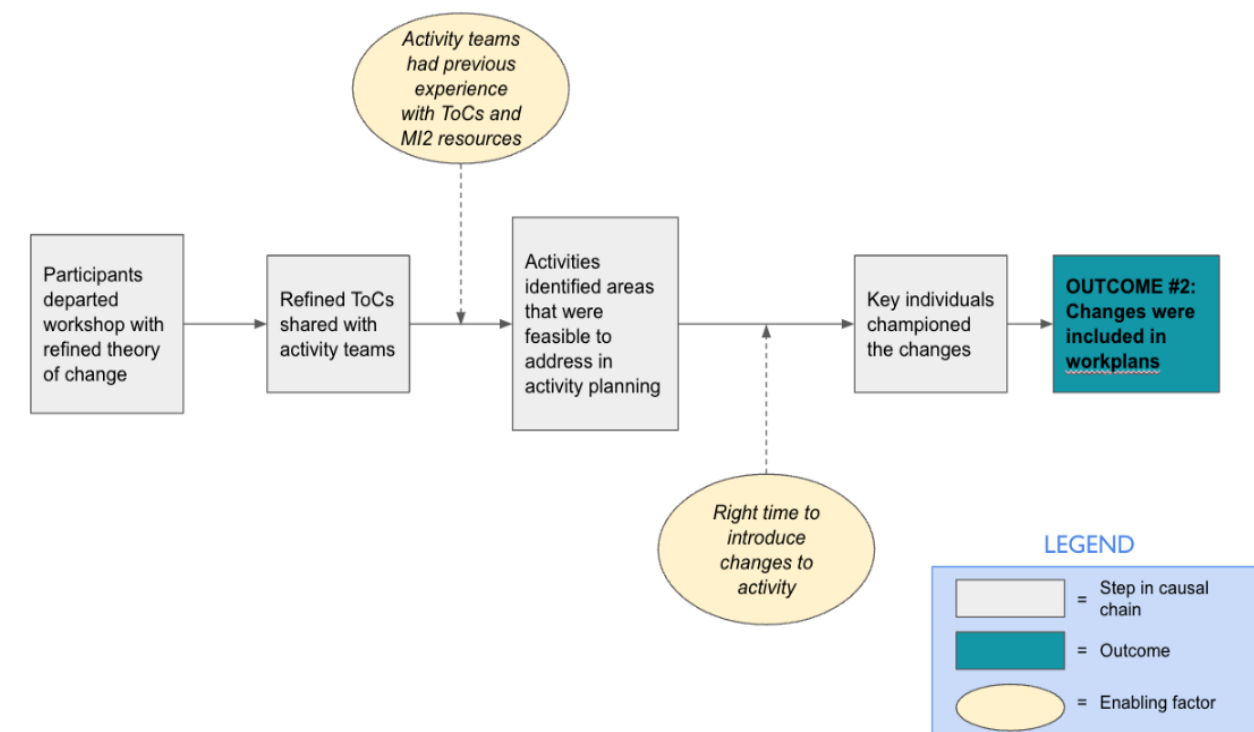 Activity teams
had previous
experience
with ToCs and
MI2 resources
Participants
departed
workshop with
refined theory
of change
Refined ToCs
shared with
activity teams
Activities
identified areas
that were
feasible to
address in
activity planning
Key individuals
championed
the changes
OUTCOME #2:
Changes were
included in
workplans
Right time to
introduce
changes to
activity
LEGEND
= Step in causal
chain
= Outcome
= Enabling factor